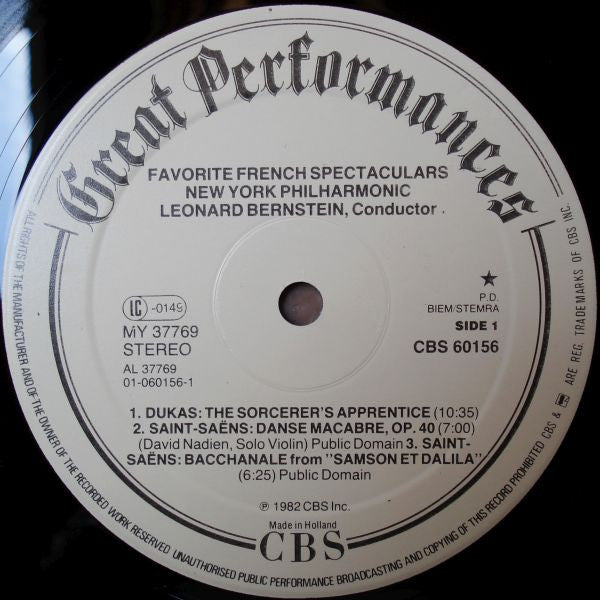 Great Performances
FAVORITE FRENCH SPECTACULARS
NEW YORK PHILHARMONIC
LEONARD BERNSTEIN, Conductor
LC -0149
MY 37769
STEREO
AL 37769
01-060156-1
★
P.D.
BIEM/STEMRA
SIDE 1
CBS 60156
1. DUKAS: THE SORCERER'S APPRENTICE (10:35)
2. SAINT-SAËNS: DANSE MACABRE, OP. 40 (7:00)
(David Nadien, Solo Violin) Public Domain 3. SAINT-
SAËNS: BACCHANALE from "SAMSON ET DALILA"
(6:25) Public Domain
℗ 1982 CBS Inc.
Made in Holland
CBS
ALL RIGHTS OF THE MANUFACTURER AND OF THE OWNER OF THE RECORDED WORK RESERVED UNAUTHORISED PUBLIC PERFORMANCE BROADCASTING AND COPYING OF THIS RECORD PROHIBITED CBS & ARE REG. TRADEMARKS OF CBS INC.